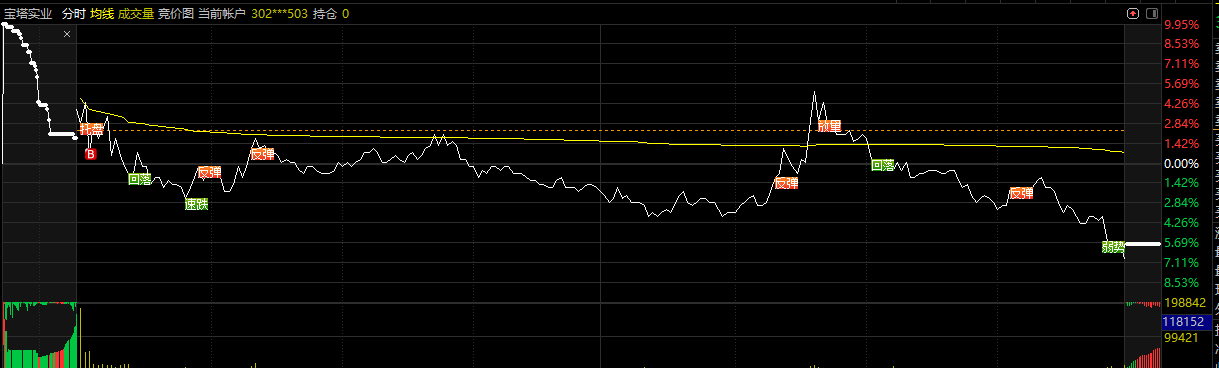 宝塔实业 分时 均线 成交量 竞价图 当前帐户 302***503 持仓 0
9.95%
8.53%
7.11%
5.69%
4.26%
2.84%
1.42%
0.00%
1.42%
2.84%
4.26%
5.69%
7.11%
8.53%
198842
118152
99421
托盘
B
回落
速跌
反弹
反弹
反弹
放量
回落
反弹
弱势